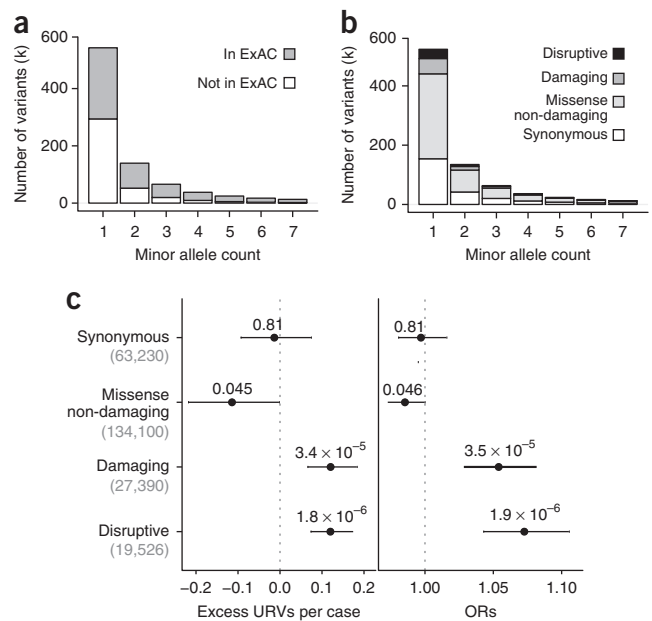 a
600
400
200
0
Number of variants (k)
In ExAC
Not in ExAC
1 2 3 4 5 6 7
Minor allele count
b
600
400
200
0
Number of variants (k)
Disruptive
Damaging
Missense
non-damaging
Synonymous
1 2 3 4 5 6 7
Minor allele count
c
Synonymous
(63,230)
0.81
0.81
Missense
non-damaging
(134,100)
0.045
0.046
Damaging
(27,390)
3.4 × 10⁻⁵
3.5 × 10⁻⁵
Disruptive
(19,526)
1.8 × 10⁻⁶
1.9 × 10⁻⁶
−0.2 −0.1 0.0 0.1 0.2
Excess URVs per case
1.00 1.05 1.10
ORs